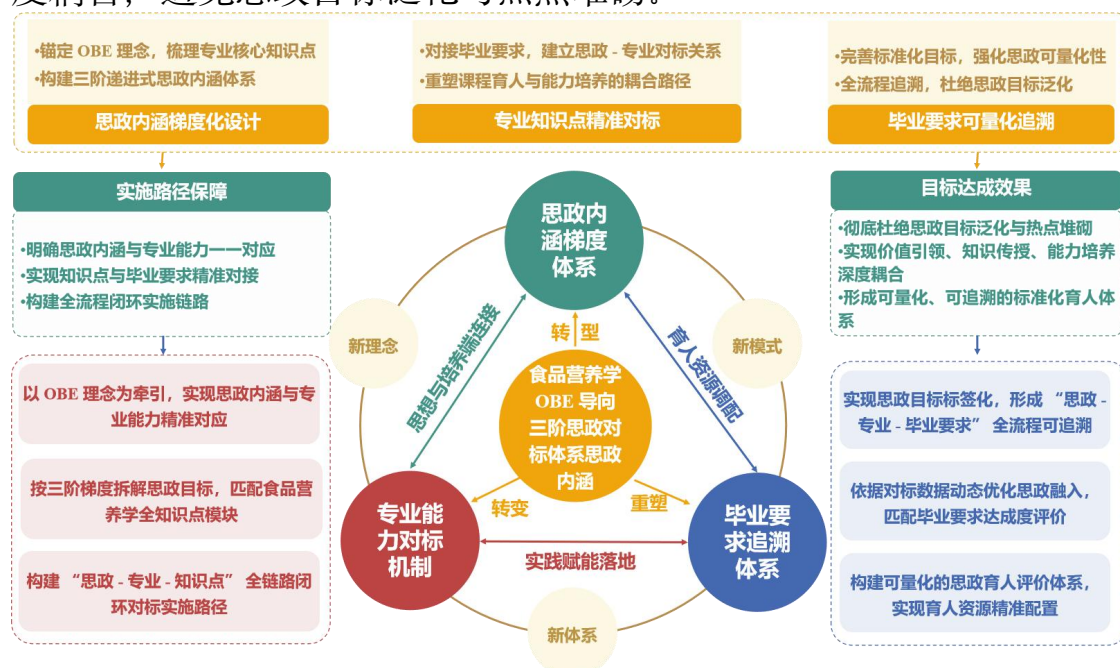 度耦合，避免思政目标泛化与热点堆砌。
•锚定 OBE 理念，梳理专业核心知识点
•构建三阶递进式思政内涵体系
思政内涵梯度化设计
•对接毕业要求，建立思政 - 专业对标关系
•重塑课程育人与能力培养的耦合路径
专业知识点精准对标
•完善标准化目标，强化思政可量化性
•全流程追溯，杜绝思政目标泛化
毕业要求可量化追溯
实施路径保障
•明确思政内涵与专业能力一一对应
•实现知识点与毕业要求精准对接
•构建全流程闭环实施链路
以 OBE 理念为牵引，实现思政内涵与专
业能力精准对应
按三阶梯度拆解思政目标，匹配食品营
养学全知识点模块
构建 “思政 - 专业 - 知识点” 全链路闭
环对标实施路径
思政内
涵梯度
体系
新理念
新模式
思想与培养端连接
转 型
育人资源调配
食品营养学
OBE 导向
三阶思政对
标体系思政
内涵
转变
重塑
专业能
力对标
机制
实践赋能落地
毕业要
求追溯
体系
新体系
目标达成效果
•彻底杜绝思政目标泛化与热点堆砌
•实现价值引领、知识传授、能力培养
深度耦合
•形成可量化、可追溯的标准化育人体
系
实现思政目标标签化，形成 “思政 -
专业 - 毕业要求” 全流程可追溯
依据对标数据动态优化思政融入，
匹配毕业要求达成度评价
构建可量化的思政育人评价体系，
实现育人资源精准配置